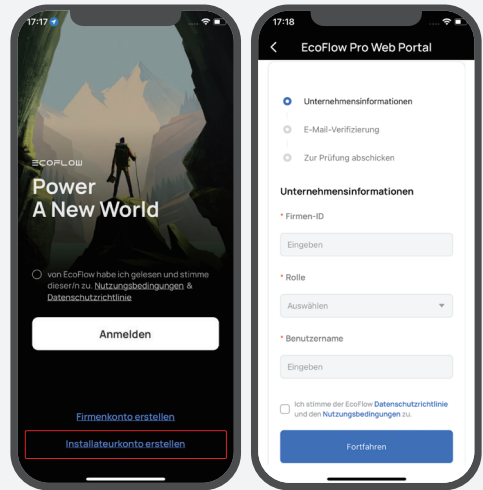 17:17
ECOFLOW
Power
A New World
von EcoFlow habe ich gelesen und stimme
dieser/n zu. Nutzungsbedingungen &
Datenschutzrichtlinie
Anmelden
Firmenkonto erstellen
Installateurkonto erstellen
17:18
EcoFlow Pro Web Portal
Unternehmensinformationen
E-Mail-Verifizierung
Zur Prüfung abschicken
Unternehmensinformationen
* Firmen-ID
Eingeben
* Rolle
Auswählen
* Benutzername
Eingeben
Ich stimme der EcoFlow Datenschutzrichtlinie
und den Nutzungsbedingungen zu.
Fortfahren